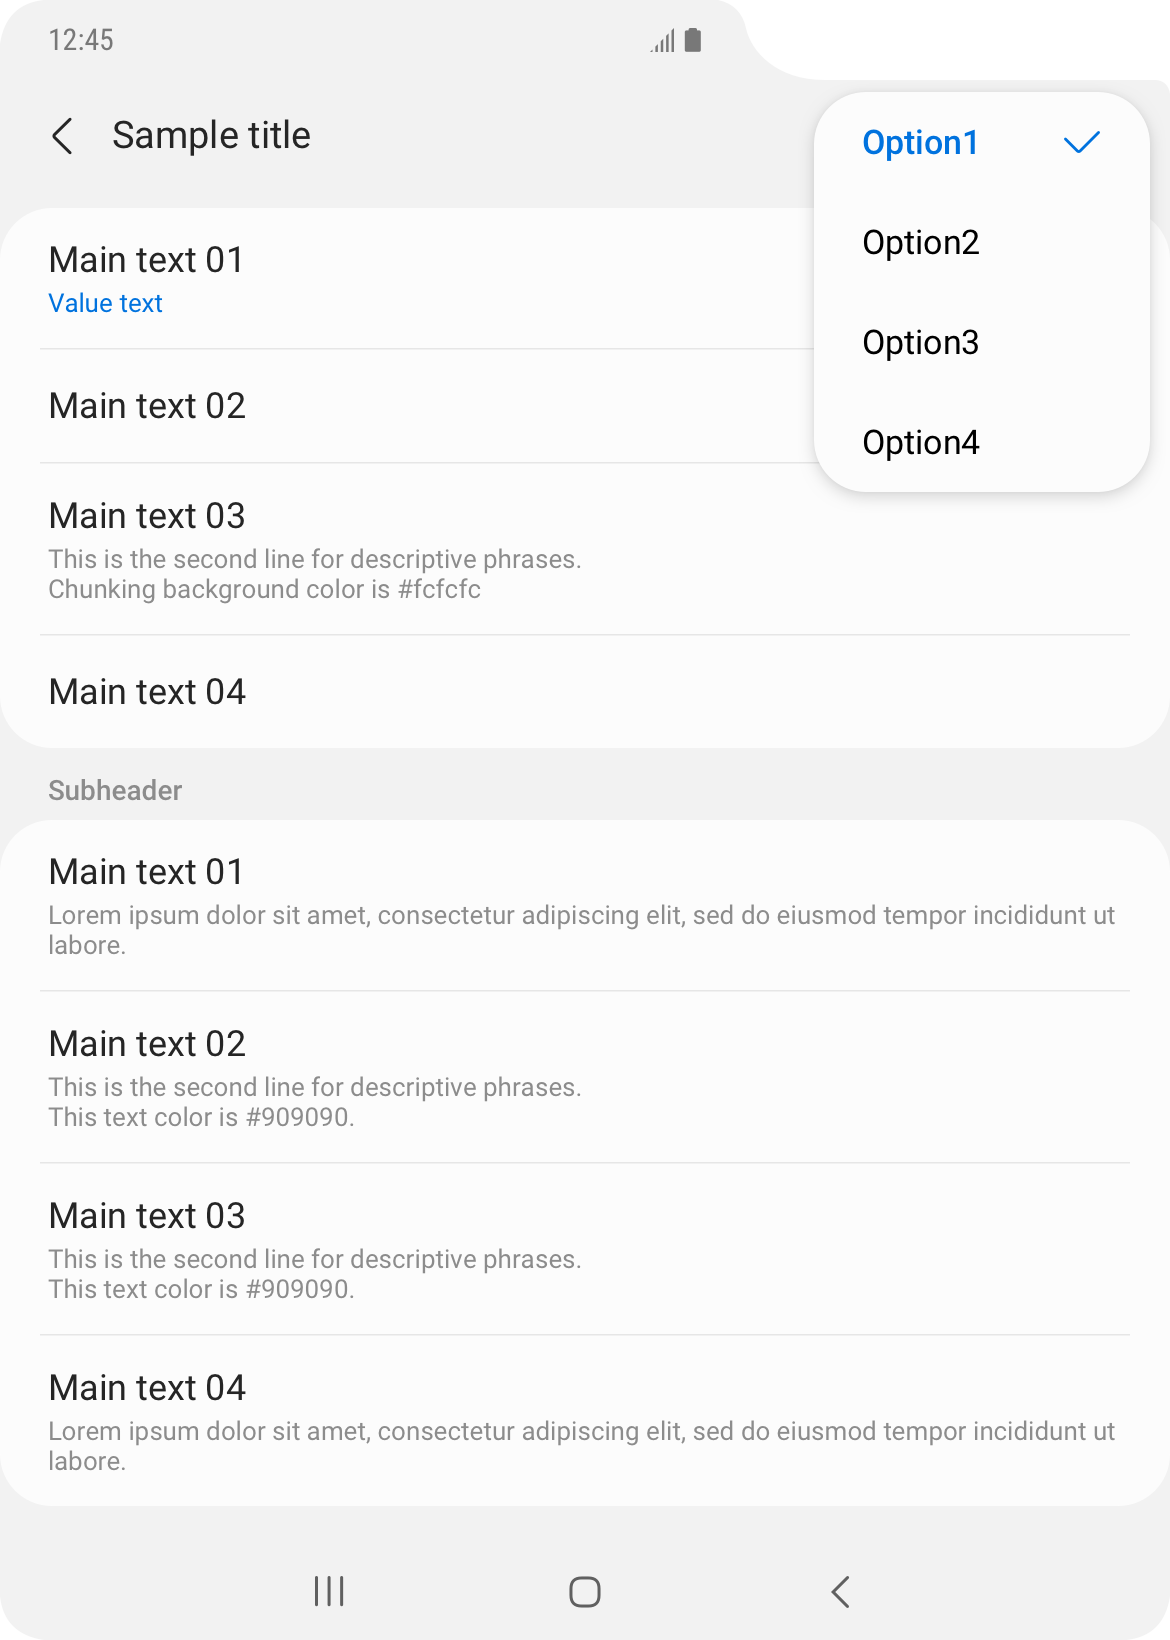 12:45
Sample title
Option1
Option2
Option3
Option4
Main text 01
Value text
Main text 02
Main text 03
This is the second line for descriptive phrases.
Chunking background color is #fcfcfc
Main text 04
Subheader
Main text 01
Lorem ipsum dolor sit amet, consectetur adipiscing elit, sed do eiusmod tempor incididunt ut
labore.
Main text 02
This is the second line for descriptive phrases.
This text color is #909090.
Main text 03
This is the second line for descriptive phrases.
This text color is #909090.
Main text 04
Lorem ipsum dolor sit amet, consectetur adipiscing elit, sed do eiusmod tempor incididunt ut
labore.